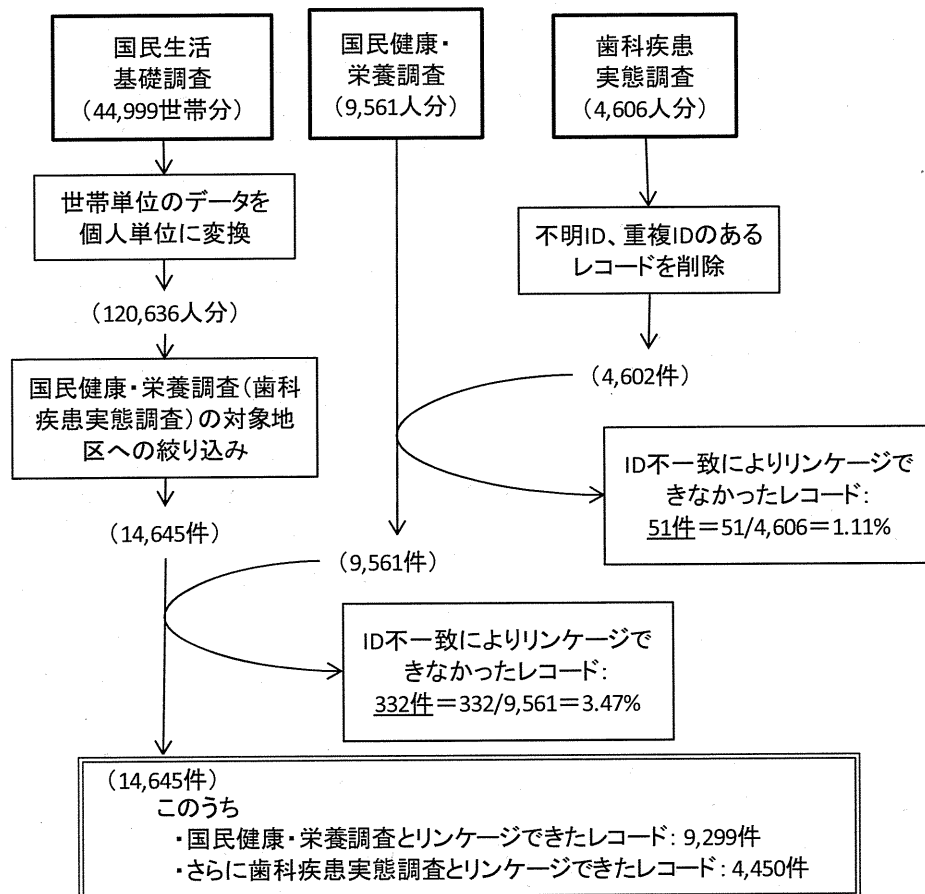 国民生活
基礎調査
（44,999世帯分）
国民健康・
栄養調査
（9,561人分）
歯科疾患
実態調査
（4,606人分）
世帯単位のデータを
個人単位に変換
不明ID、重複IDのある
レコードを削除
（120,636人分）
（4,602件）
国民健康・栄養調査（歯科
疾患実態調査）の対象地
区への絞り込み
ID不一致によりリンケージで
きなかったレコード：
51件＝51/4,606＝1.11%
（14,645件）
（9,561件）
ID不一致によりリンケージで
きなかったレコード：
332件＝332/9,561＝3.47%
（14,645件）
このうち
・国民健康・栄養調査とリンケージできたレコード：9,299件
・さらに歯科疾患実態調査とリンケージできたレコード：4,450件